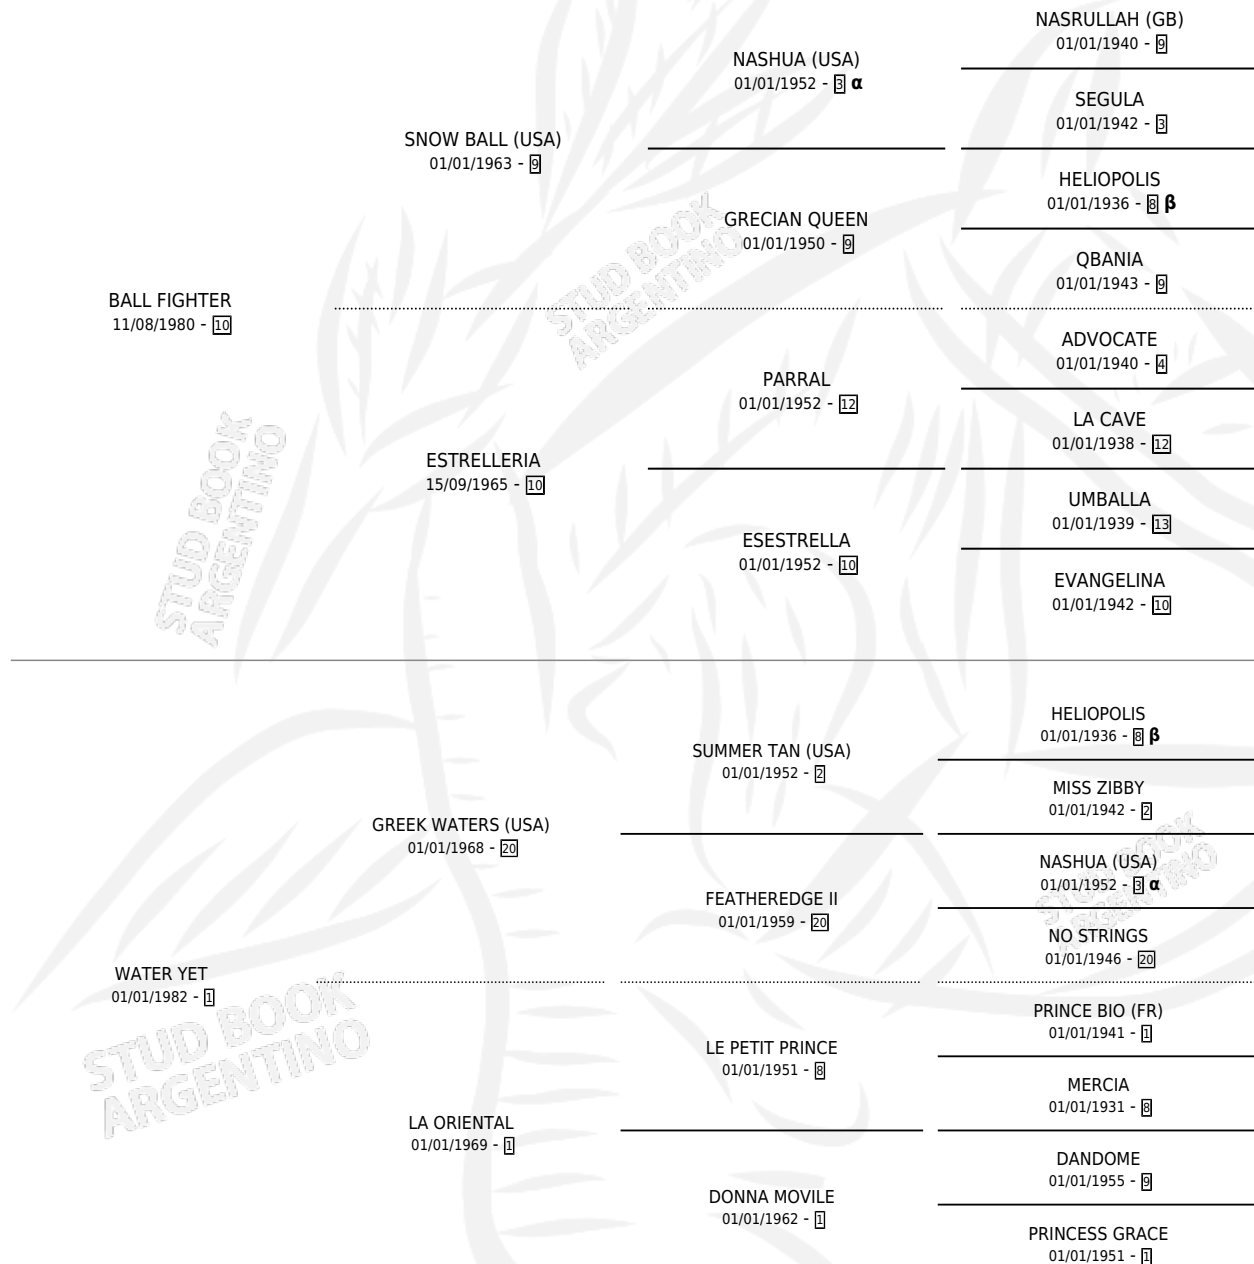 NASRULLAH (GB)
01/01/1940 - 9
NASHUA (USA)
01/01/1952 - 3 α
SEGULA
01/01/1942 - 3
SNOW BALL (USA)
01/01/1963 - 9
HELIOPOLIS
01/01/1936 - 8 β
GRECIAN QUEEN
01/01/1950 - 9
QBANIA
01/01/1943 - 9
BALL FIGHTER
11/08/1980 - 10
ADVOCATE
01/01/1940 - 4
PARRAL
01/01/1952 - 12
LA CAVE
01/01/1938 - 12
ESTRELLERIA
15/09/1965 - 10
UMBALLA
01/01/1939 - 13
ESESTRELLA
01/01/1952 - 10
EVANGELINA
01/01/1942 - 10
HELIOPOLIS
01/01/1936 - 8 β
SUMMER TAN (USA)
01/01/1952 - 2
MISS ZIBBY
01/01/1942 - 2
GREEK WATERS (USA)
01/01/1968 - 20
NASHUA (USA)
01/01/1952 - 3 α
FEATHEREDGE II
01/01/1959 - 20
NO STRINGS
01/01/1946 - 20
WATER YET
01/01/1982 - 1
PRINCE BIO (FR)
01/01/1941 - 1
LE PETIT PRINCE
01/01/1951 - 8
MERCIA
01/01/1931 - 8
LA ORIENTAL
01/01/1969 - 1
DANDOME
01/01/1955 - 9
DONNA MOVILE
01/01/1962 - 1
PRINCESS GRACE
01/01/1951 - 1
STUD BOOK
ARGENTINO
STUD BOOK
ARGENTINO
STUD BOOK
ARGENTINO
STUD BOOK
ARGENTINO